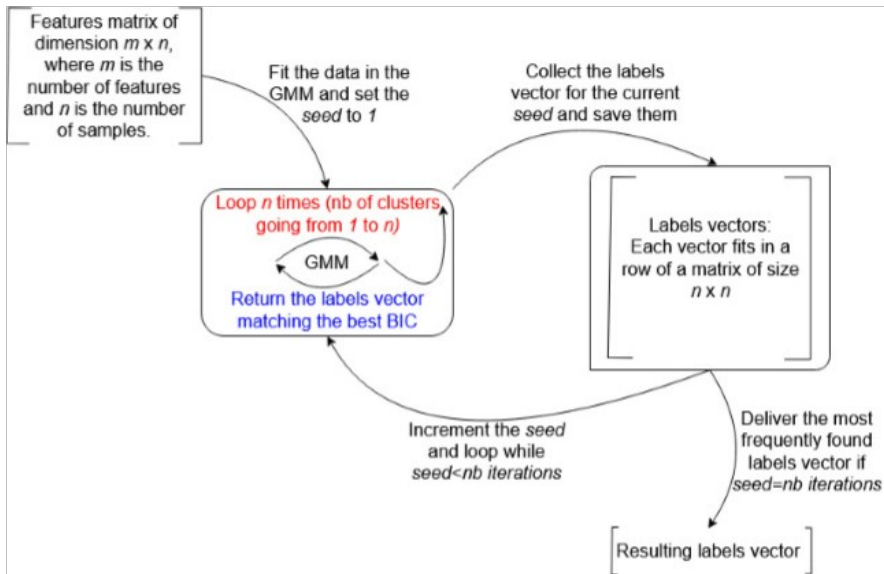 Features matrix of
dimension m x n,
where m is the
number of features
and n is the number
of samples.
Fit the data in the
GMM and set the
seed to 1
Collect the labels
vector for the current
seed and save them
Loop n times (nb of clusters
going from 1 to n)
GMM
Return the labels vector
matching the best BIC
Labels vectors:
Each vector fits in a
row of a matrix of size
n x n
Increment the seed
and loop while
seed<nb iterations
Deliver the most
frequently found
labels vector if
seed=nb iterations
Resulting labels vector